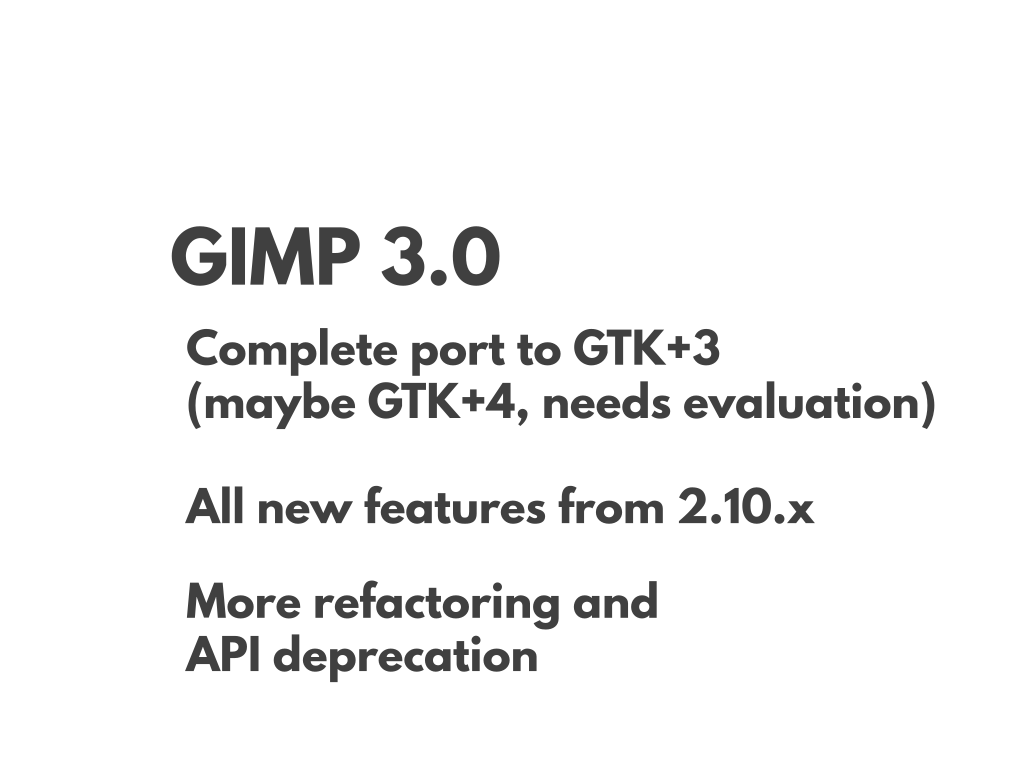 GIMP 3.0
Complete port to GTK+3
(maybe GTK+4, needs evaluation)
All new features from 2.10.x
More refactoring and
API deprecation